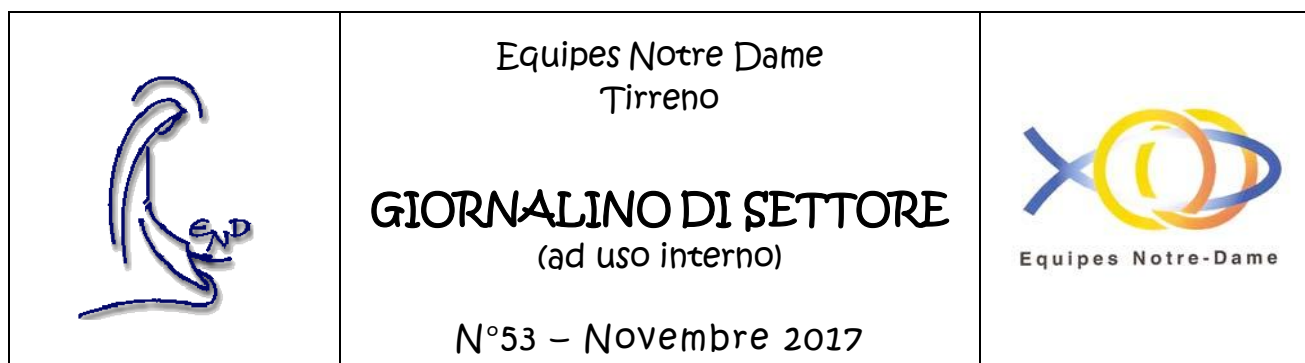 END
Equipes Notre Dame
Tirreno
GIORNALINO DI SETTORE
(ad uso interno)
N°53 – Novembre 2017
Equipes Notre-Dame